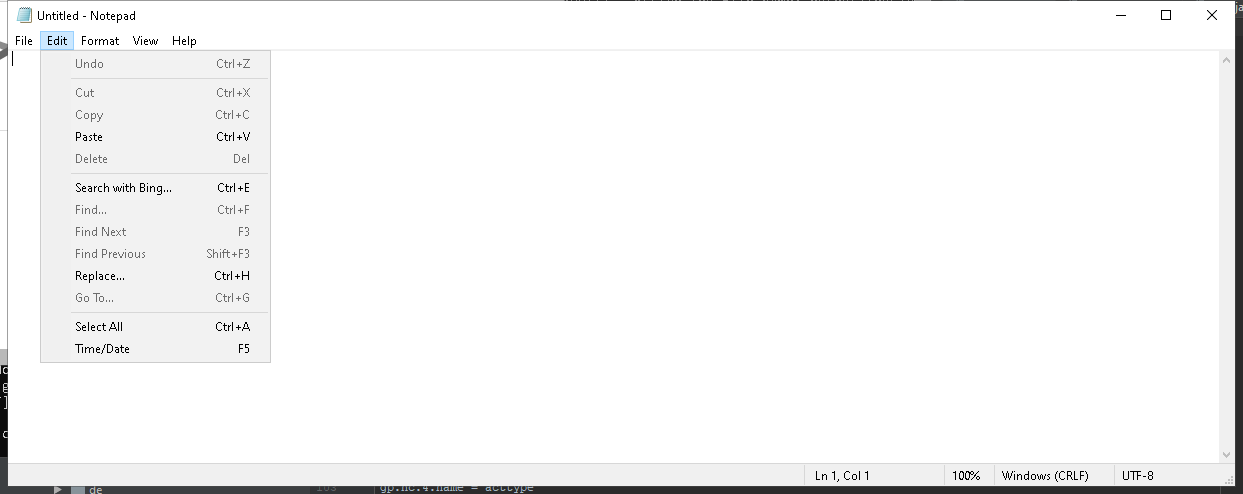 Untitled - Notepad
File Edit Format View Help
Undo Ctrl+Z
Cut Ctrl+X
Copy Ctrl+C
Paste Ctrl+V
Delete Del
Search with Bing... Ctrl+E
Find... Ctrl+F
Find Next F3
Find Previous Shift+F3
Replace... Ctrl+H
Go To... Ctrl+G
Select All Ctrl+A
Time/Date F5
Ln 1, Col 1 100% Windows (CRLF) UTF-8
de gp.nc.4.name = acctype